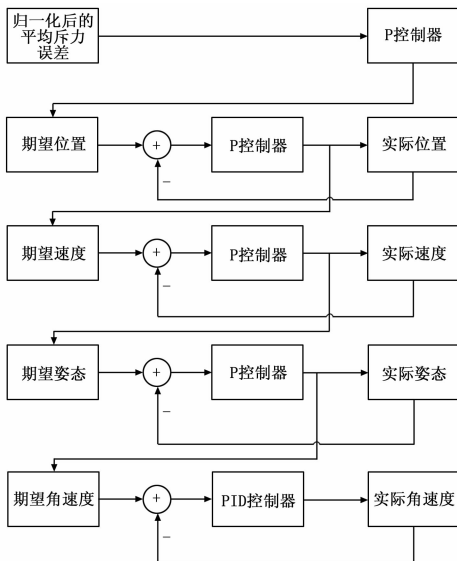 归一化后的
平均斥力
误差
P控制器
期望位置
+
P控制器
实际位置
−
期望速度
+
P控制器
实际速度
−
期望姿态
+
P控制器
实际姿态
−
期望角速度
+
PID控制器
实际角速度
−